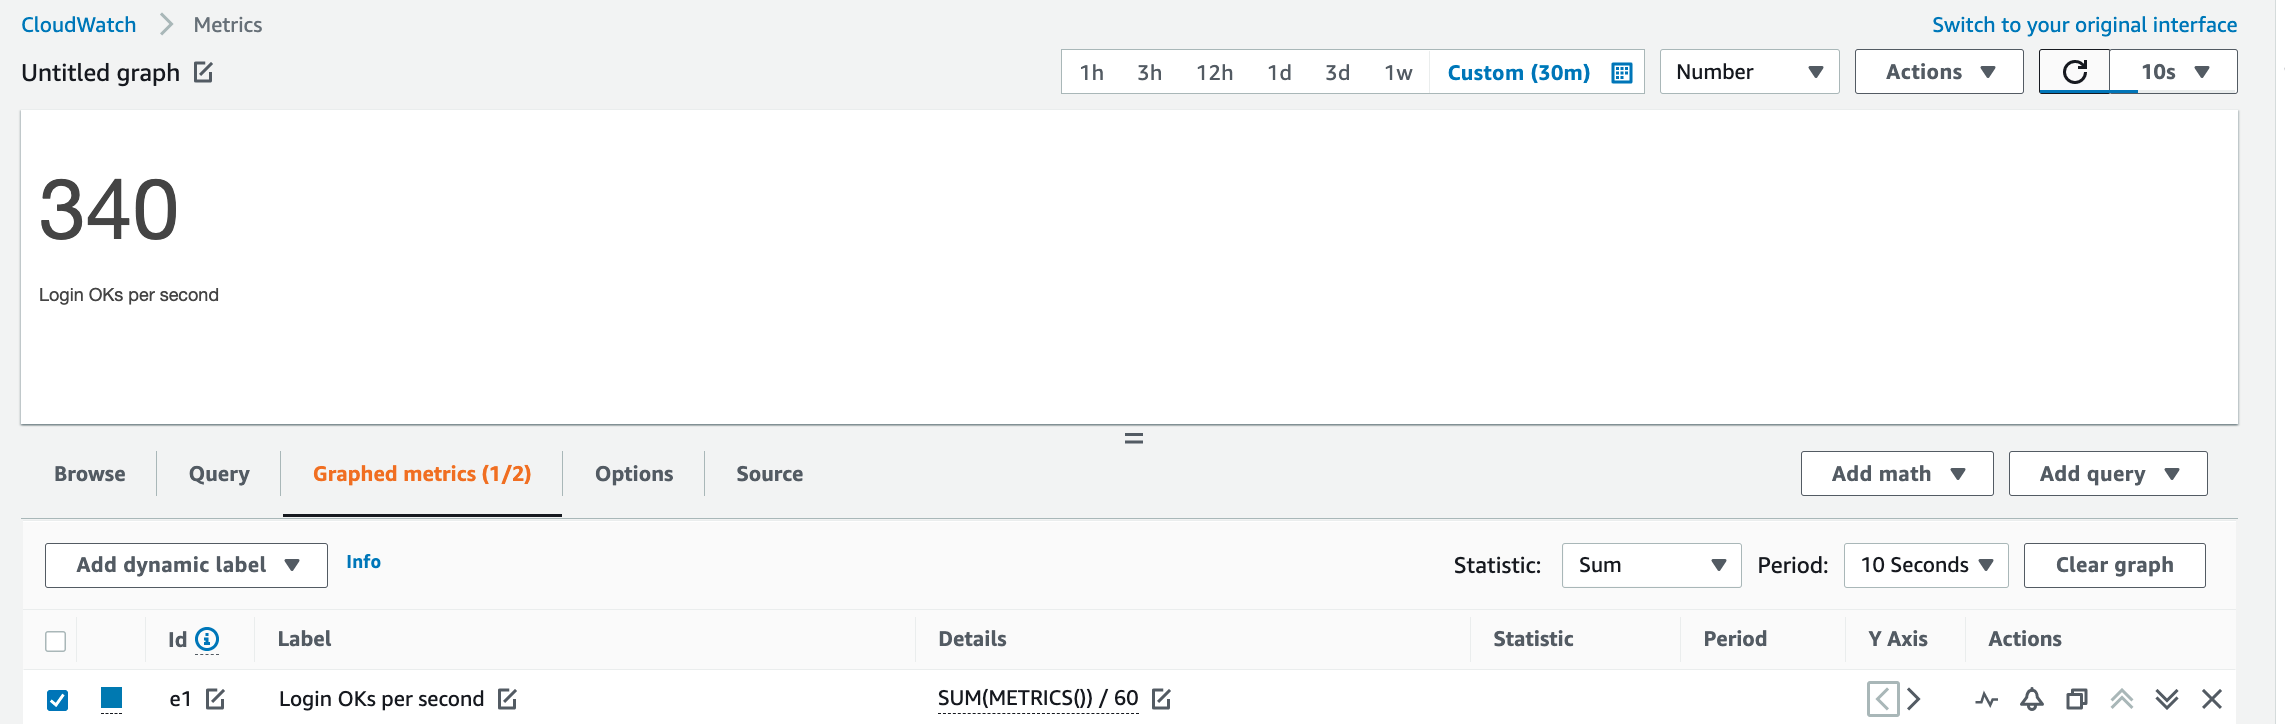 CloudWatch > Metrics
Switch to your original interface
Untitled graph
1h 3h 12h 1d 3d 1w Custom (30m) Number Actions 10s
340
Login OKs per second
Browse Query Graphed metrics (1/2) Options Source Add math Add query
Add dynamic label Info Statistic: Sum Period: 10 Seconds Clear graph
Id Label Details Statistic Period Y Axis Actions
e1 Login OKs per second SUM(METRICS()) / 60